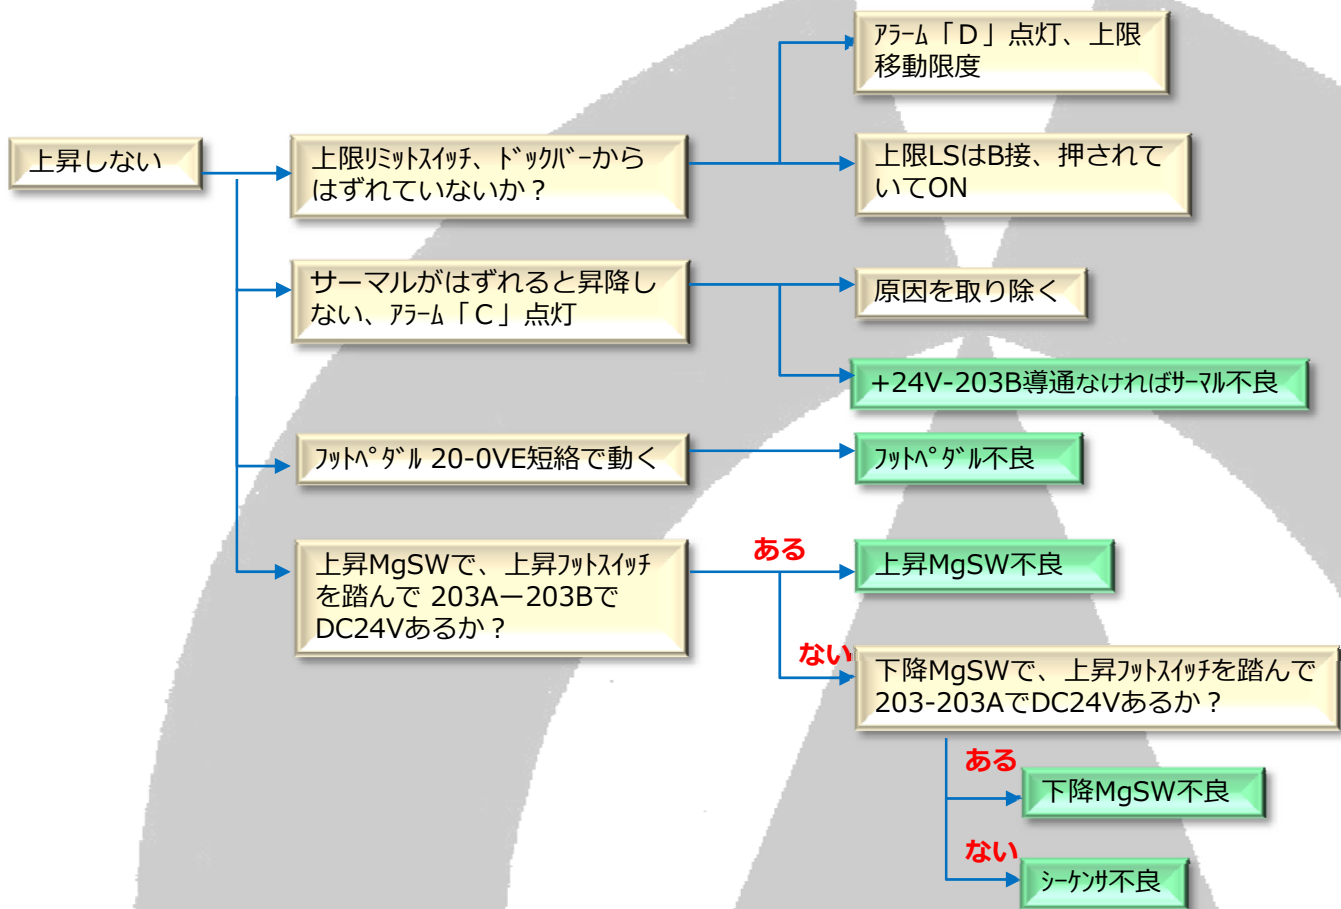 上昇しない
上限ﾘﾐｯﾄｽｲｯﾁ、ﾄﾞｯｸﾊﾞｰから
はずれていないか？
ｱﾗｰﾑ「Ｄ」点灯、上限
移動限度
上限LSはB接、押されて
いてON
サーマルがはずれると昇降し
ない、ｱﾗｰﾑ「Ｃ」点灯
原因を取り除く
+24V-203B導通なければｻｰﾏﾙ不良
ﾌｯﾄﾍﾟﾀﾞﾙ 20-0VE短絡で動く
ﾌｯﾄﾍﾟﾀﾞﾙ不良
上昇MgSWで、上昇ﾌｯﾄｽｲｯﾁ
を踏んで 203Aー203Bで
DC24Vあるか？
ある
上昇MgSW不良
ない
下降MgSWで、上昇ﾌｯﾄｽｲｯﾁを踏んで
203-203AでDC24Vあるか？
ある
下降MgSW不良
ない
ｼｰｹﾝｻ不良